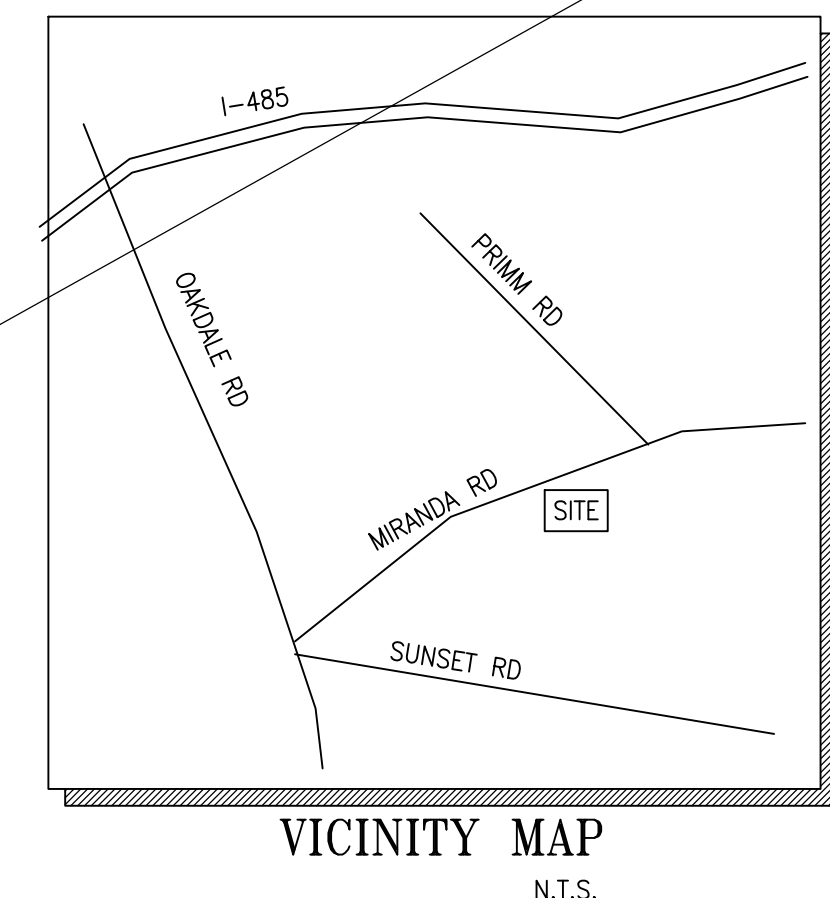 I-485
PRIMM RD
OAKDALE RD
MIRANDA RD
SITE
SUNSET RD
VICINITY MAP
N.T.S.